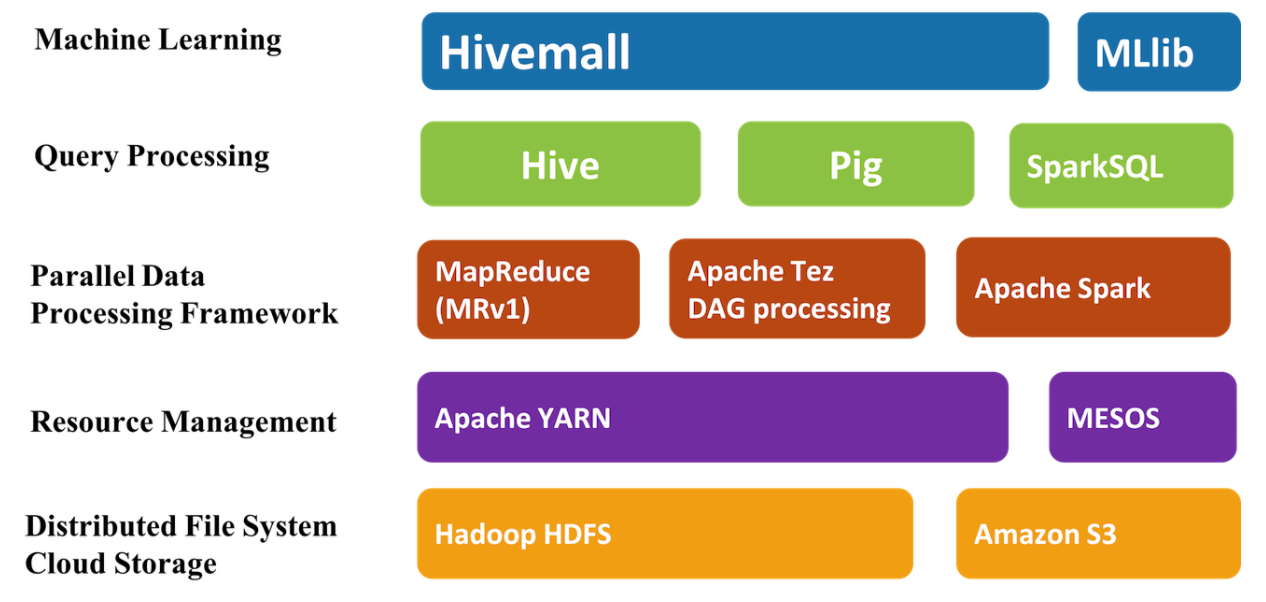 Machine Learning
Hivemall
MLlib
Query Processing
Hive
Pig
SparkSQL
Parallel Data
Processing Framework
MapReduce
(MRv1)
Apache Tez
DAG processing
Apache Spark
Resource Management
Apache YARN
MESOS
Distributed File System
Cloud Storage
Hadoop HDFS
Amazon S3